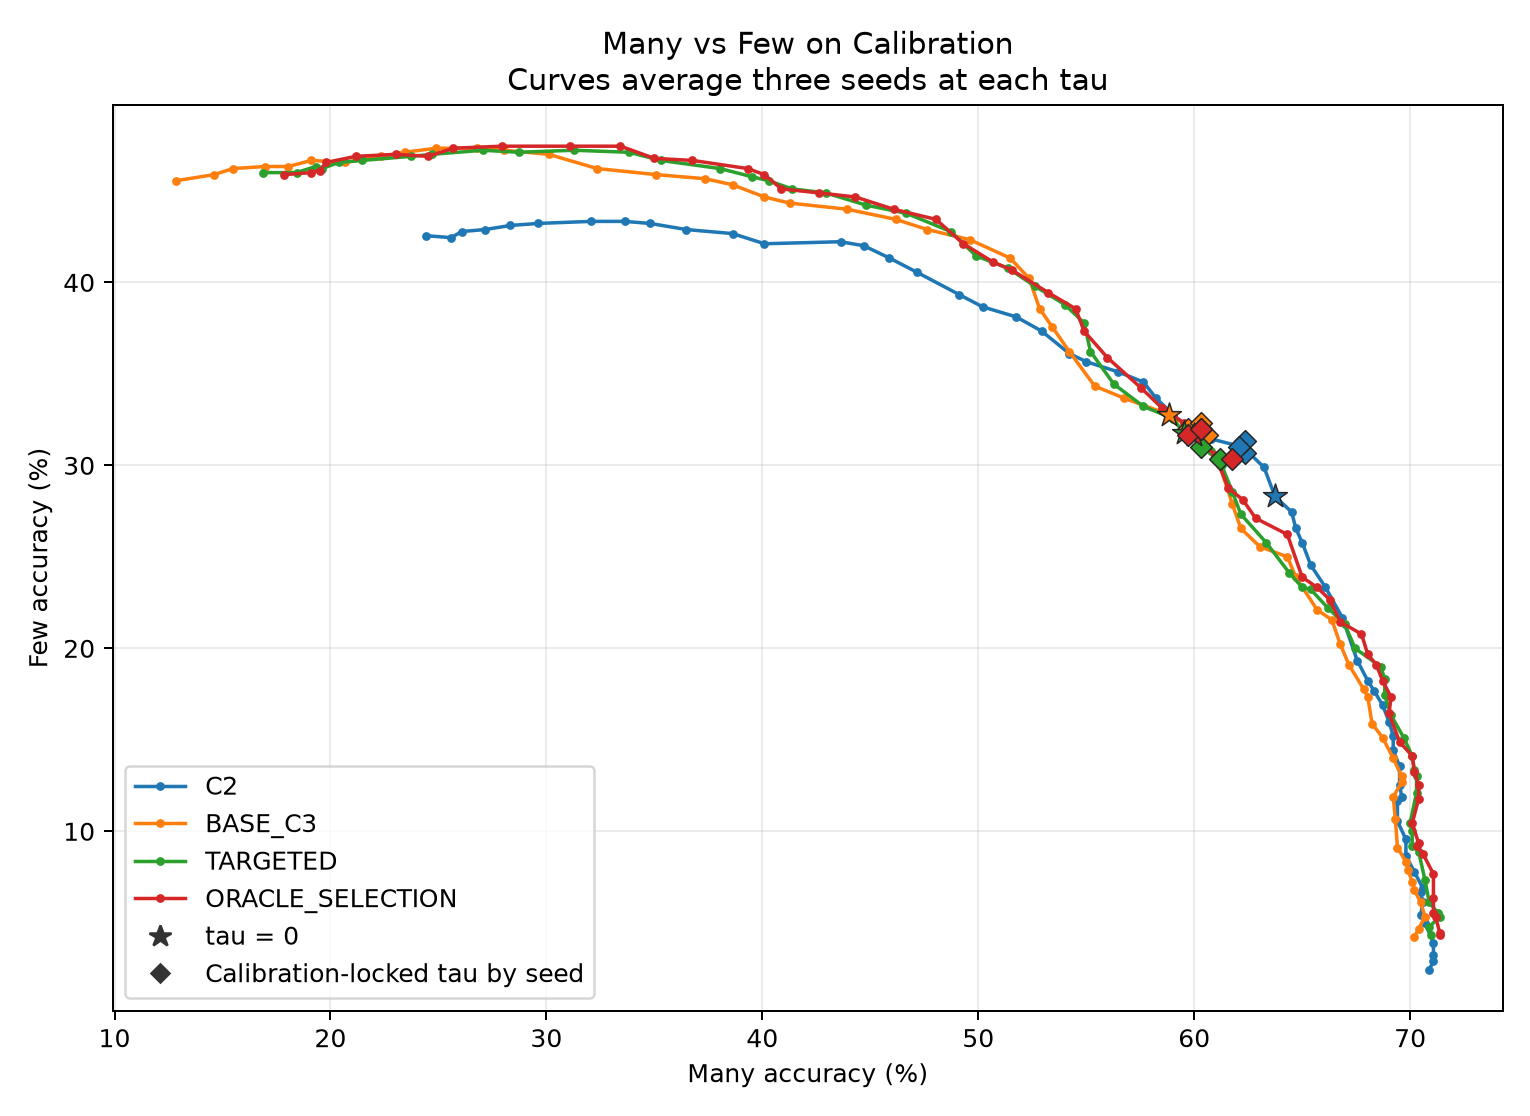 Many vs Few on Calibration
Curves average three seeds at each tau
Few accuracy (%)
40
30
20
10
C2
BASE_C3
TARGETED
ORACLE_SELECTION
tau = 0
Calibration-locked tau by seed
10 20 30 40 50 60 70
Many accuracy (%)